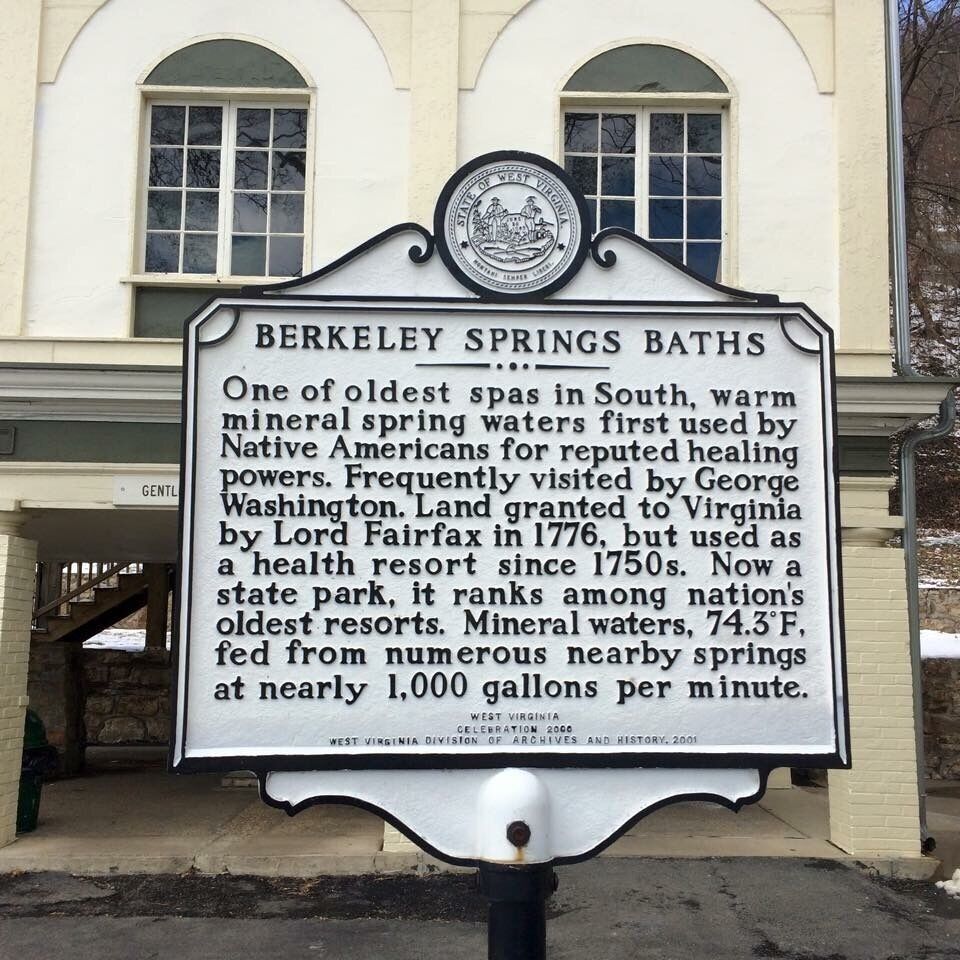 STATE OF WEST VIRGINIA
MONTANI SEMPER LIBERI
BERKELEY SPRINGS BATHS
One of oldest spas in South, warm
mineral spring waters first used by
Native Americans for reputed healing
powers. Frequently visited by George
Washington. Land granted to Virginia
by Lord Fairfax in 1776, but used as
a health resort since 1750s. Now a
state park, it ranks among nation's
oldest resorts. Mineral waters, 74.3°F,
fed from numerous nearby springs
at nearly 1,000 gallons per minute.
WEST VIRGINIA
CELEBRATION 2000
WEST VIRGINIA DIVISION OF ARCHIVES AND HISTORY, 2001
GENTL